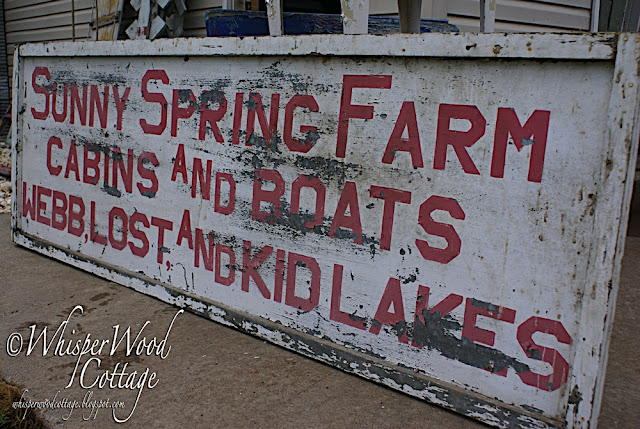 SUNNY SPRING FARM
CABINS AND BOATS
WEBB, LOST, AND KID LAKES
© WhisperWood
Cottage
whisperwoodcottage.blogspot.com